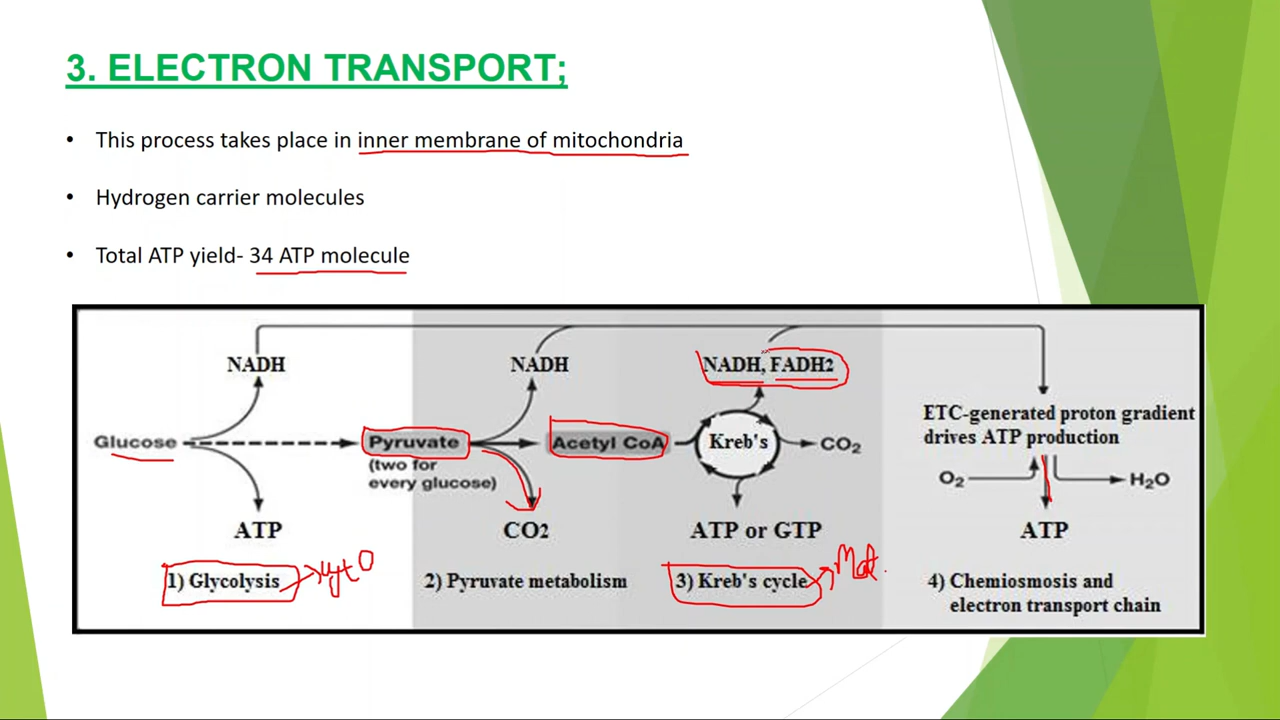 3. ELECTRON TRANSPORT;
• This process takes place in inner membrane of mitochondria
• Hydrogen carrier molecules
• Total ATP yield- 34 ATP molecule
NADH NADH NADH, FADH2
ETC-generated proton gradient
drives ATP production
Glucose Pyruvate Acetyl CoA Kreb's CO2
(two for
every glucose)
O2 H2O
ATP CO2 ATP or GTP ATP
1) Glycolysis cyto 2) Pyruvate metabolism 3) Kreb's cycle Mat. 4) Chemiosmosis and
electron transport chain